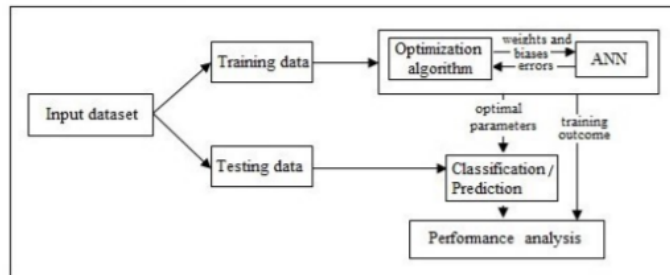 Input dataset
Training data
Testing data
Optimization
algorithm
weights and
biases
errors
ANN
optimal
parameters
training
outcome
Classification /
Prediction
Performance analysis